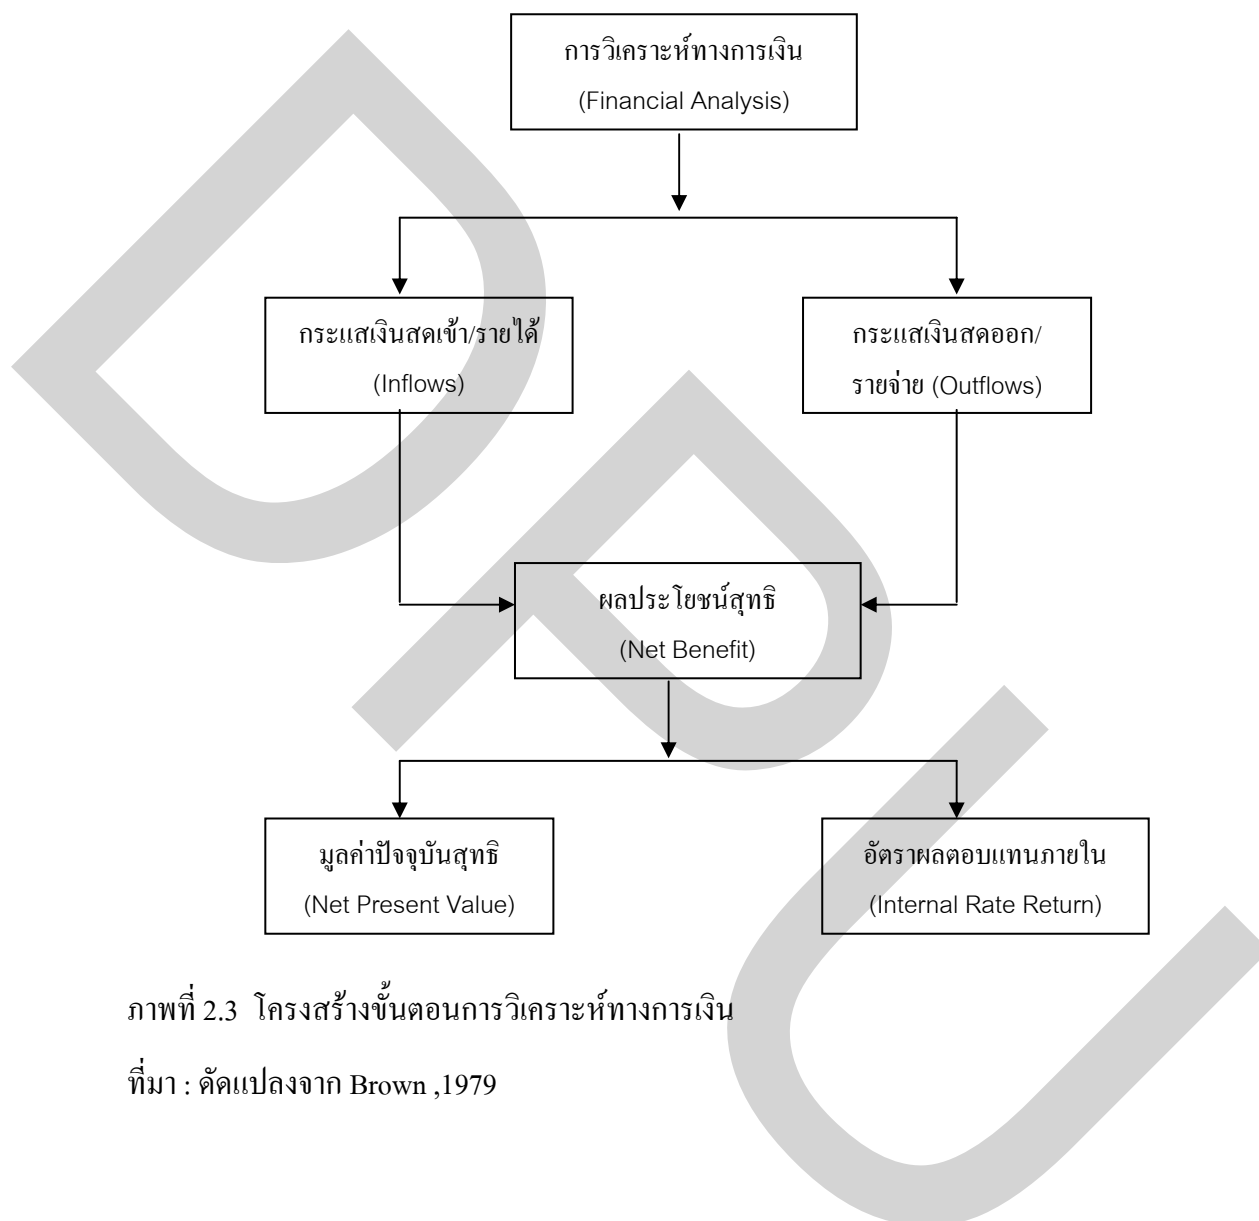 การวิเคราะห์ทางการเงิน
(Financial Analysis)
กระแสเงินสดเข้า/รายได้
(Inflows)
กระแสเงินสดออก/
รายจ่าย (Outflows)
ผลประโยชน์สุทธิ
(Net Benefit)
มูลค่าปัจจุบันสุทธิ
(Net Present Value)
อัตราผลตอบแทนภายใน
(Internal Rate Return)
ภาพที่ 2.3 โครงสร้างขั้นตอนการวิเคราะห์ทางการเงิน
ที่มา : ดัดแปลงจาก Brown ,1979
DPU